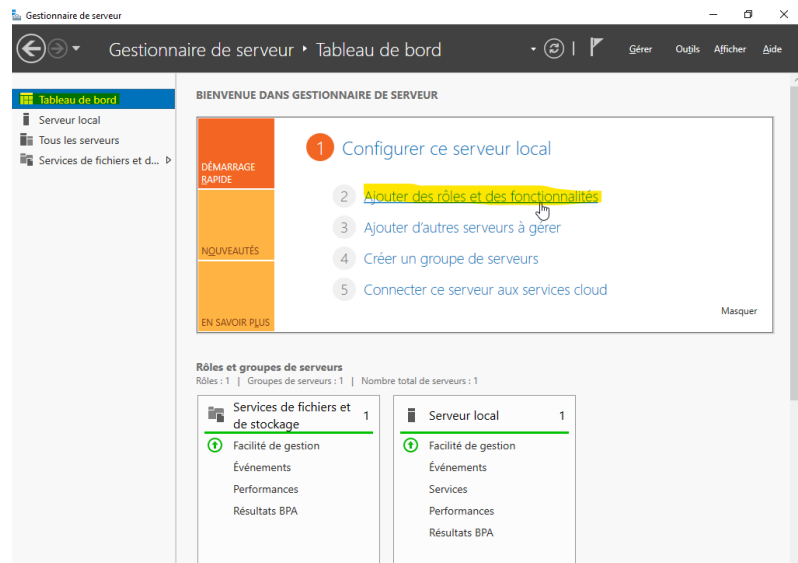 Gestionnaire de serveur
Gestionnaire de serveur • Tableau de bord
Gérer Outils Afficher Aide
Tableau de bord
Serveur local
Tous les serveurs
Services de fichiers et d...
BIENVENUE DANS GESTIONNAIRE DE SERVEUR
DÉMARRAGE
RAPIDE
NOUVEAUTÉS
EN SAVOIR PLUS
1 Configurer ce serveur local
2 Ajouter des rôles et des fonctionnalités
3 Ajouter d'autres serveurs à gérer
4 Créer un groupe de serveurs
5 Connecter ce serveur aux services cloud
Masquer
Rôles et groupes de serveurs
Rôles : 1 | Groupes de serveurs : 1 | Nombre total de serveurs : 1
Services de fichiers et
de stockage
1
Facilité de gestion
Événements
Performances
Résultats BPA
Serveur local 1
Facilité de gestion
Événements
Services
Performances
Résultats BPA